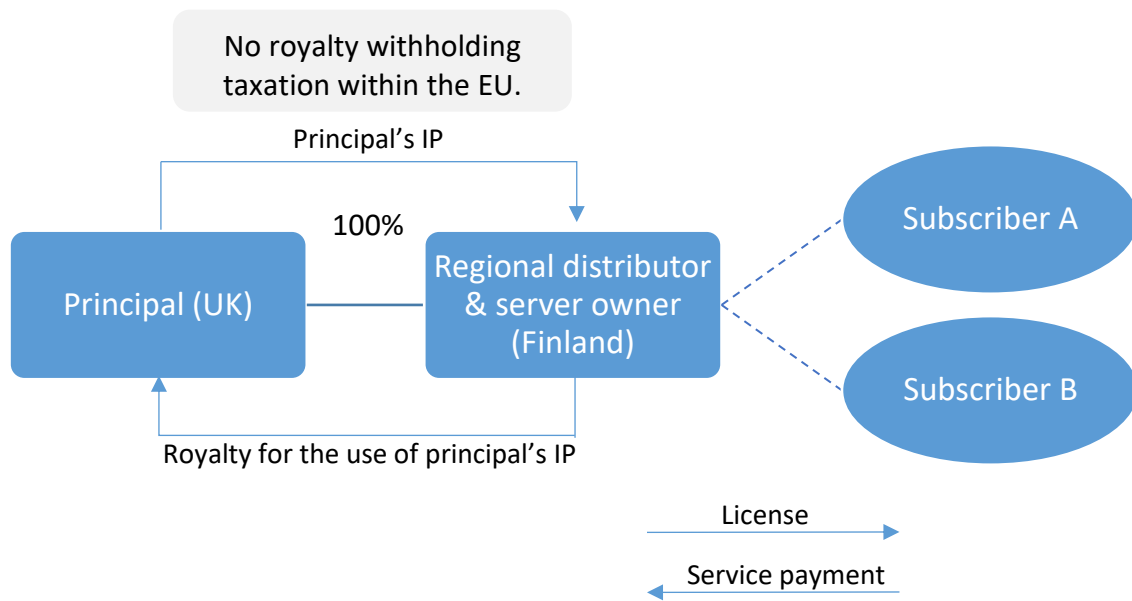 No royalty withholding
taxation within the EU.
Principal’s IP
100%
Principal (UK)
Regional distributor
& server owner
(Finland)
Subscriber A
Subscriber B
Royalty for the use of principal’s IP
License
Service payment